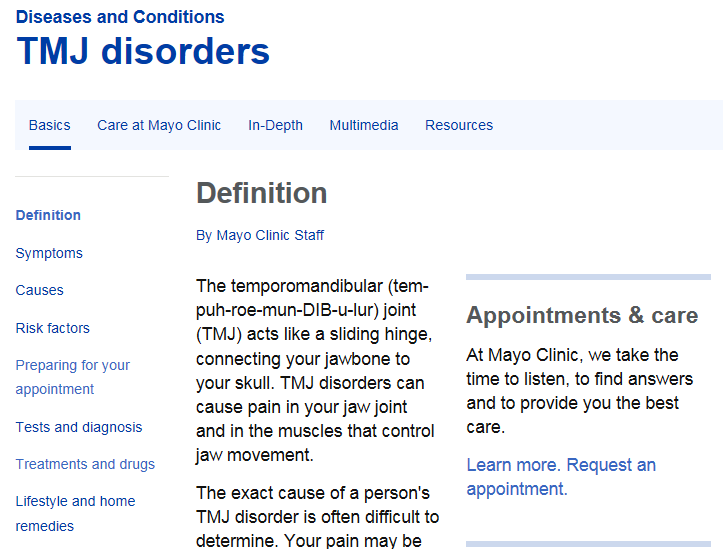 Diseases and Conditions
TMJ disorders
Basics Care at Mayo Clinic In-Depth Multimedia Resources
Definition
Symptoms
Causes
Risk factors
Preparing for your
appointment
Tests and diagnosis
Treatments and drugs
Lifestyle and home
remedies
Definition
By Mayo Clinic Staff
The temporomandibular (tem-
puh-roe-mun-DIB-u-lur) joint
(TMJ) acts like a sliding hinge,
connecting your jawbone to
your skull. TMJ disorders can
cause pain in your jaw joint
and in the muscles that control
jaw movement.
The exact cause of a person's
TMJ disorder is often difficult to
determine. Your pain may be
Appointments & care
At Mayo Clinic, we take the
time to listen, to find answers
and to provide you the best
care.
Learn more. Request an
appointment.